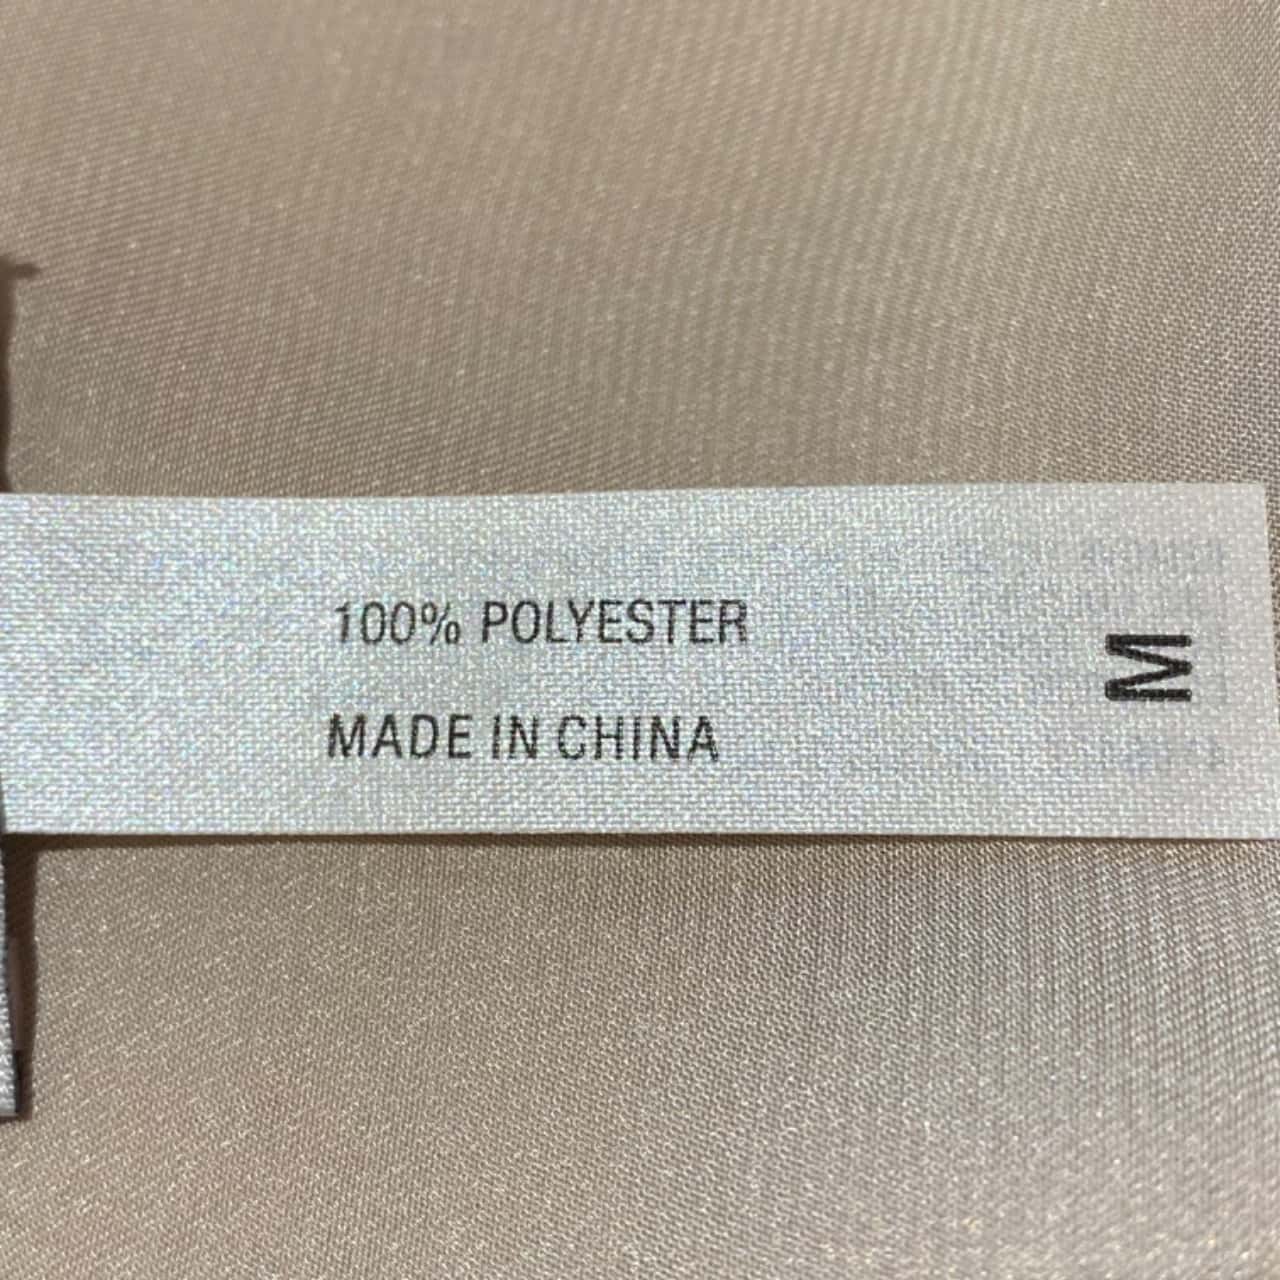 100% POLYESTER
MADE IN CHINA
M